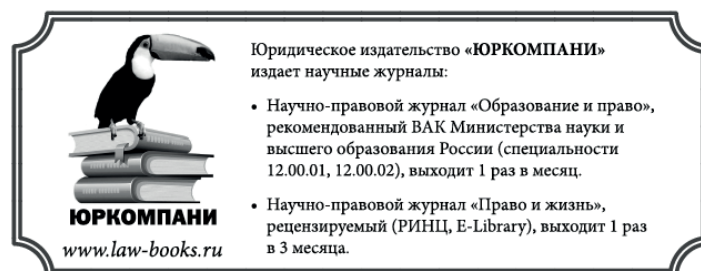 Юридическое издательство «ЮРКОМПАНИ»
издает научные журналы:
• Научно-правовой журнал «Образование и право»,
рекомендованный ВАК Министерства науки и
высшего образования России (специальности
12.00.01, 12.00.02), выходит 1 раз в месяц.
• Научно-правовой журнал «Право и жизнь»,
рецензируемый (РИНЦ, E-Library), выходит 1 раз
в 3 месяца.
ЮРКОМПАНИ
www.law-books.ru